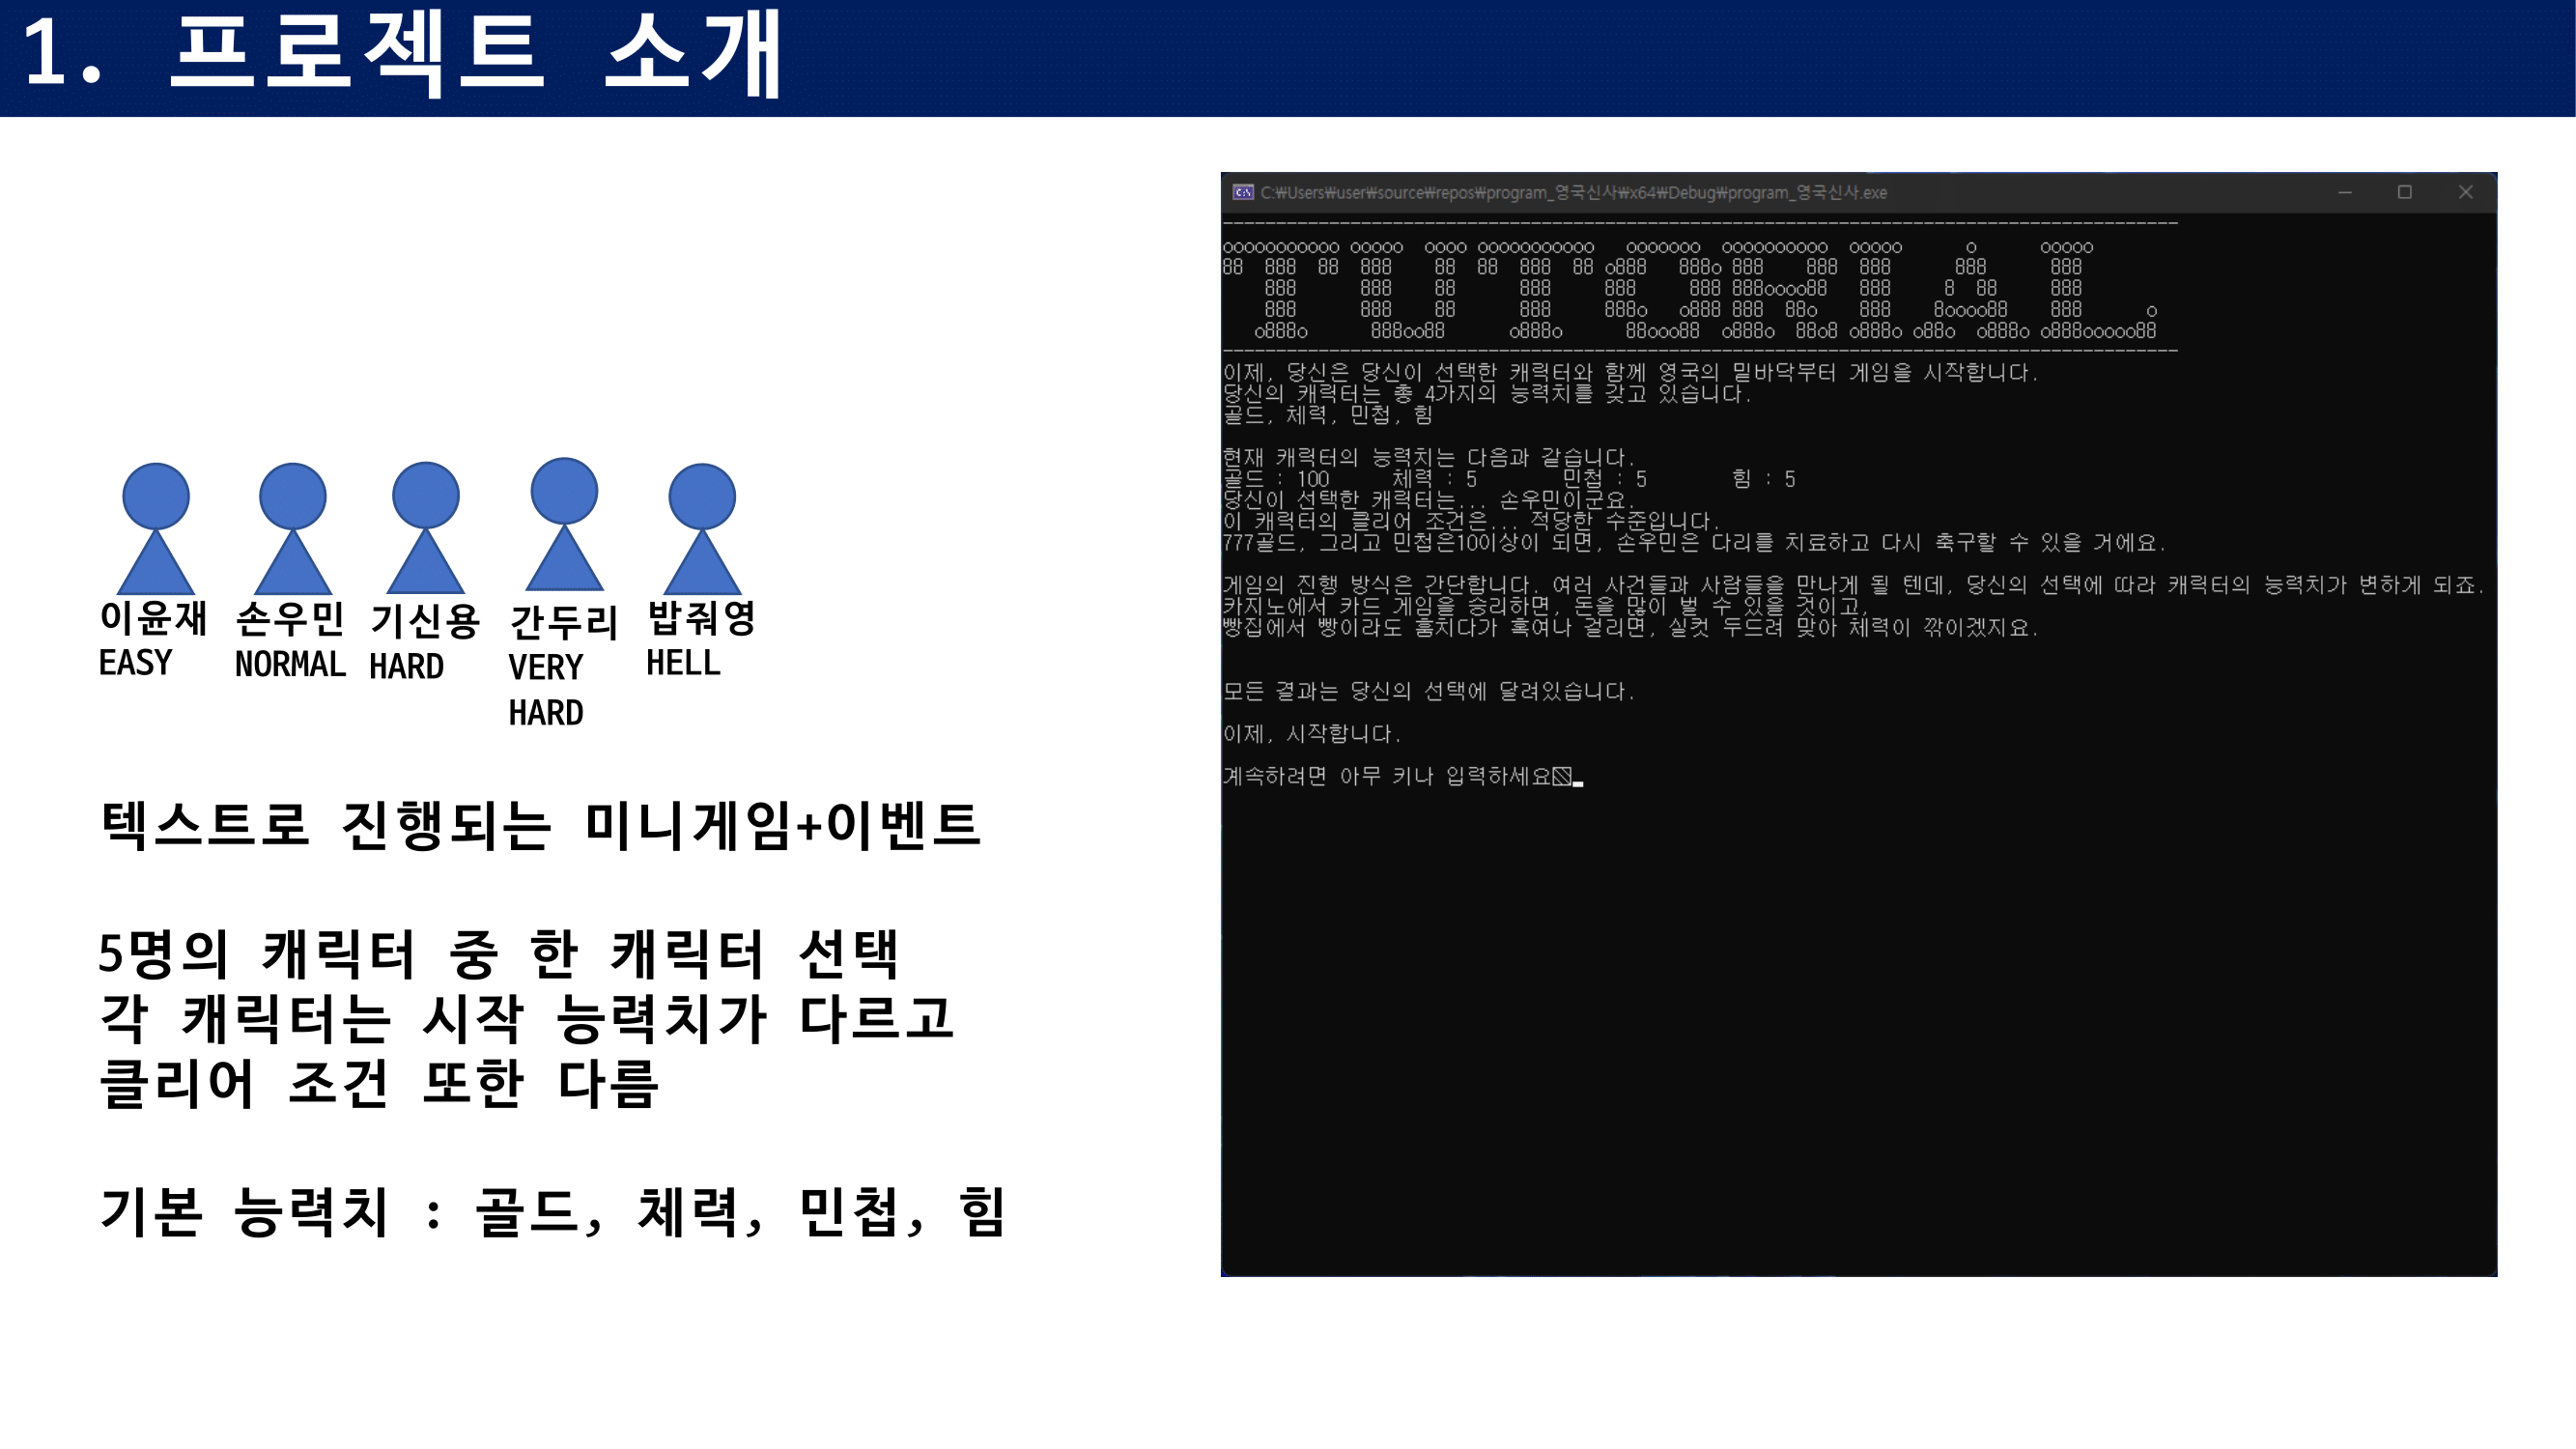 1. 프로젝트 소개
이윤재 손우민 기신용 간두리 밥줘영
EASY NORMAL HARD VERY HARD HELL
텍스트로 진행되는 미니게임+이벤트
5명의 캐릭터 중 한 캐릭터 선택
각 캐릭터는 시작 능력치가 다르고
클리어 조건 또한 다름
기본 능력치 : 골드, 체력, 민첩, 힘
C:₩Users₩user₩source₩repos₩program_영국신사₩x64₩Debug₩program_영국신사.exe
TUTORIAL
이제, 당신은 당신이 선택한 캐릭터와 함께 영국의 밑바닥부터 게임을 시작합니다.
당신의 캐릭터는 총 4가지의 능력치를 갖고 있습니다.
골드, 체력, 민첩, 힘
현재 캐릭터의 능력치는 다음과 같습니다.
골드 : 100 체력 : 5 민첩 : 5 힘 : 5
당신이 선택한 캐릭터는... 손우민이군요.
이 캐릭터의 클리어 조건은... 적당한 수준입니다.
777골드, 그리고 민첩은10이상이 되면, 손우민은 다리를 치료하고 다시 축구할 수 있을 거에요.
게임의 진행 방식은 간단합니다. 여러 사건들과 사람들을 만나게 될 텐데, 당신의 선택에 따라 캐릭터의 능력치가 변하게 되죠.
카지노에서 카드 게임을 승리하면, 돈을 많이 벌 수 있을 것이고,
빵집에서 빵이라도 훔치다가 혹여나 걸리면, 실컷 두드려 맞아 체력이 깎이겠지요.
모든 결과는 당신의 선택에 달려있습니다.
이제, 시작합니다.
계속하려면 아무 키나 입력하세요